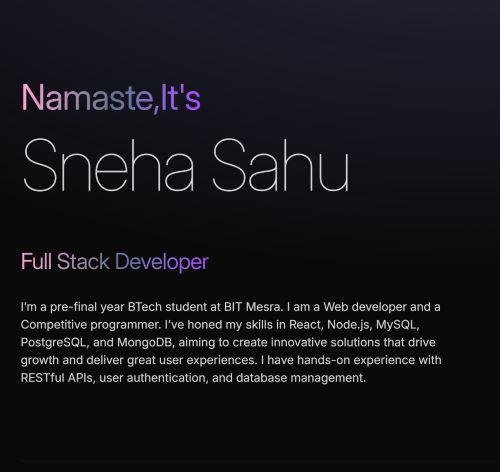 Namaste,It's
Sneha Sahu
Full Stack Developer
I'm a pre-final year BTech student at BIT Mesra. I am a Web developer and a
Competitive programmer. I've honed my skills in React, Node.js, MySQL,
PostgreSQL, and MongoDB, aiming to create innovative solutions that drive
growth and deliver great user experiences. I have hands-on experience with
RESTful APIs, user authentication, and database management.